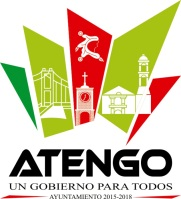 ATENGO
UN GOBIERNO PARA TODOS
AYUNTAMIENTO 2015-2018